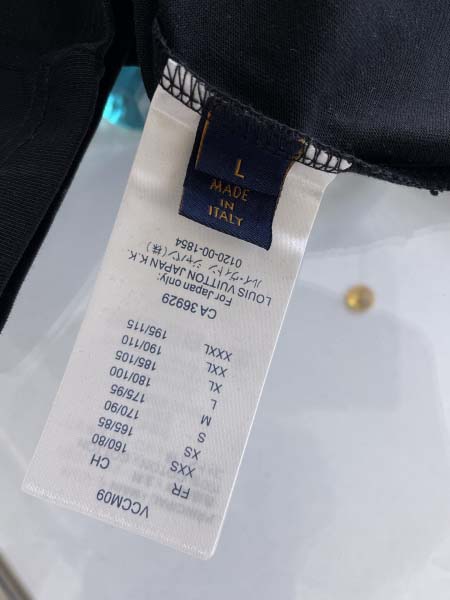 L
MADE
IN
ITALY
VCCM09
FR CH
XXS 160/80
XS 165/85
S 170/90
M 175/95
L 180/100
XL 185/105
XXL 190/110
XXXL 195/115
CA 36929
For Japan only:
LOUIS VUITTON JAPAN K.K.
ルイ・ヴィトン ジャパン(株)
0120-00-1854